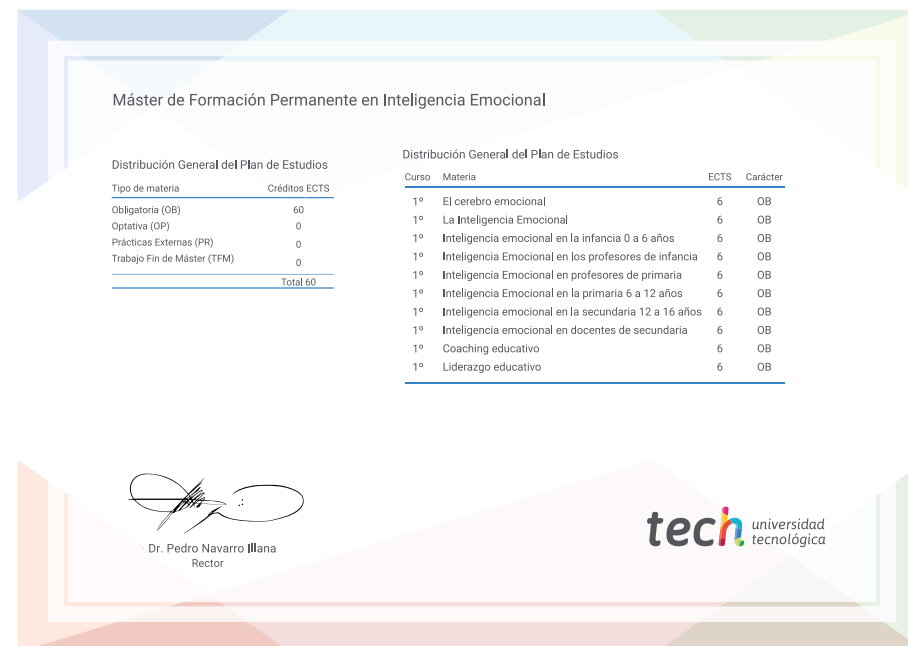 Máster de Formación Permanente en Inteligencia Emocional
Distribución General del Plan de Estudios
Tipo de materia Créditos ECTS
Obligatoria (OB) 60
Optativa (OP) 0
Prácticas Externas (PR) 0
Trabajo Fin de Máster (TFM) 0
Total 60
Distribución General del Plan de Estudios
Curso Materia ECTS Carácter
1º El cerebro emocional 6 OB
1º La Inteligencia Emocional 6 OB
1º Inteligencia emocional en la infancia 0 a 6 años 6 OB
1º Inteligencia Emocional en los profesores de infancia 6 OB
1º Inteligencia Emocional en profesores de primaria 6 OB
1º Inteligencia Emocional en la primaria 6 a 12 años 6 OB
1º Inteligencia emocional en la secundaria 12 a 16 años 6 OB
1º Inteligencia emocional en docentes de secundaria 6 OB
1º Coaching educativo 6 OB
1º Liderazgo educativo 6 OB
Dr. Pedro Navarro Illana
Rector
tech universidad
tecnológica